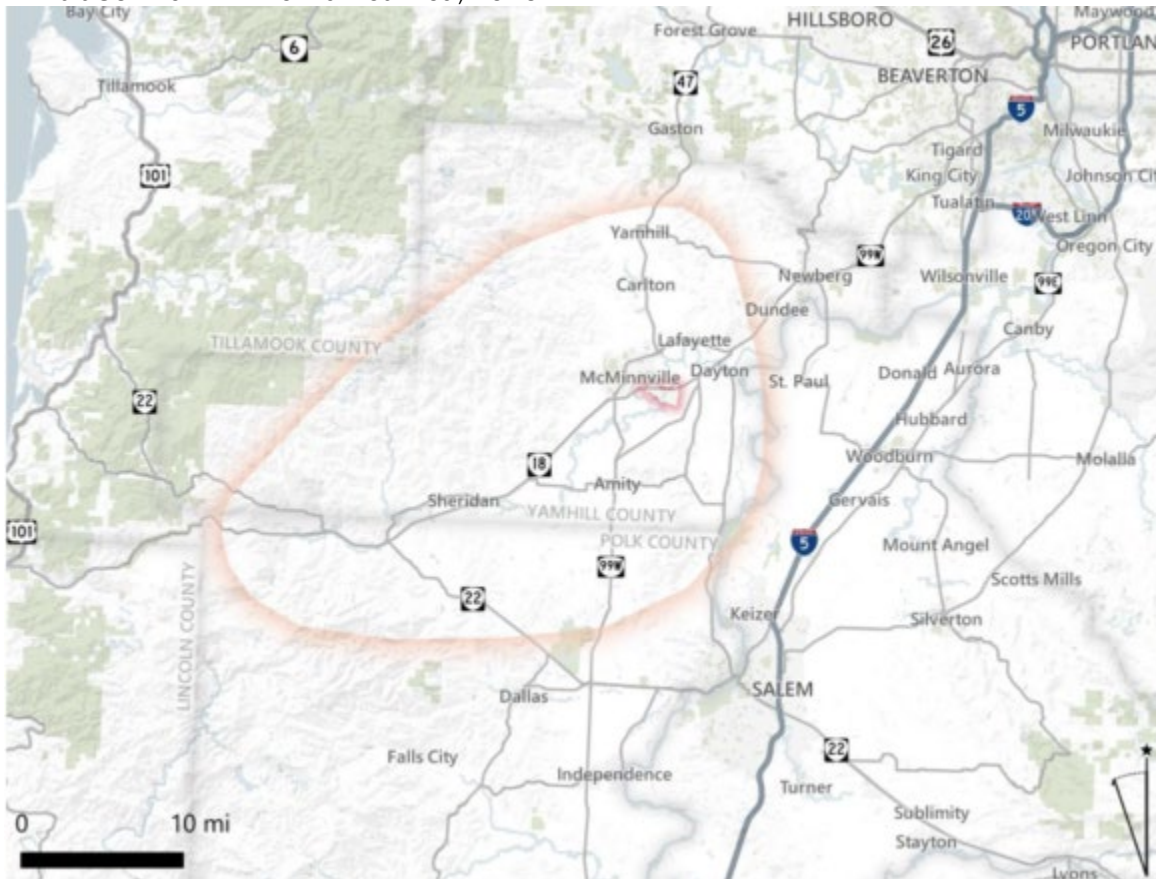 Bay City
HILLSBORO
Maywood
Forest Grove
26
PORTLAN
6
BEAVERTON
Tillamook
47
5
Gaston
Milwaukie
Tigard
101
King City
Johnson Cit
Tualatin
20
West Linn
Yamhill
Oregon City
99W
Newberg
Wilsonville
99E
Carlton
Dundee
Canby
TILLAMOOK COUNTY
Lafayette
McMinnville
Dayton
St. Paul
Donald
Aurora
22
Hubbard
18
Woodburn
Molalla
Amity
Sheridan
Gervais
YAMHILL COUNTY
101
POLK COUNTY
5
Mount Angel
99W
Scotts Mills
22
Keizer
Silverton
LINCOLN COUNTY
Dallas
SALEM
22
Falls City
Independence
Turner
0
10 mi
Sublimity
Stayton
Lyons